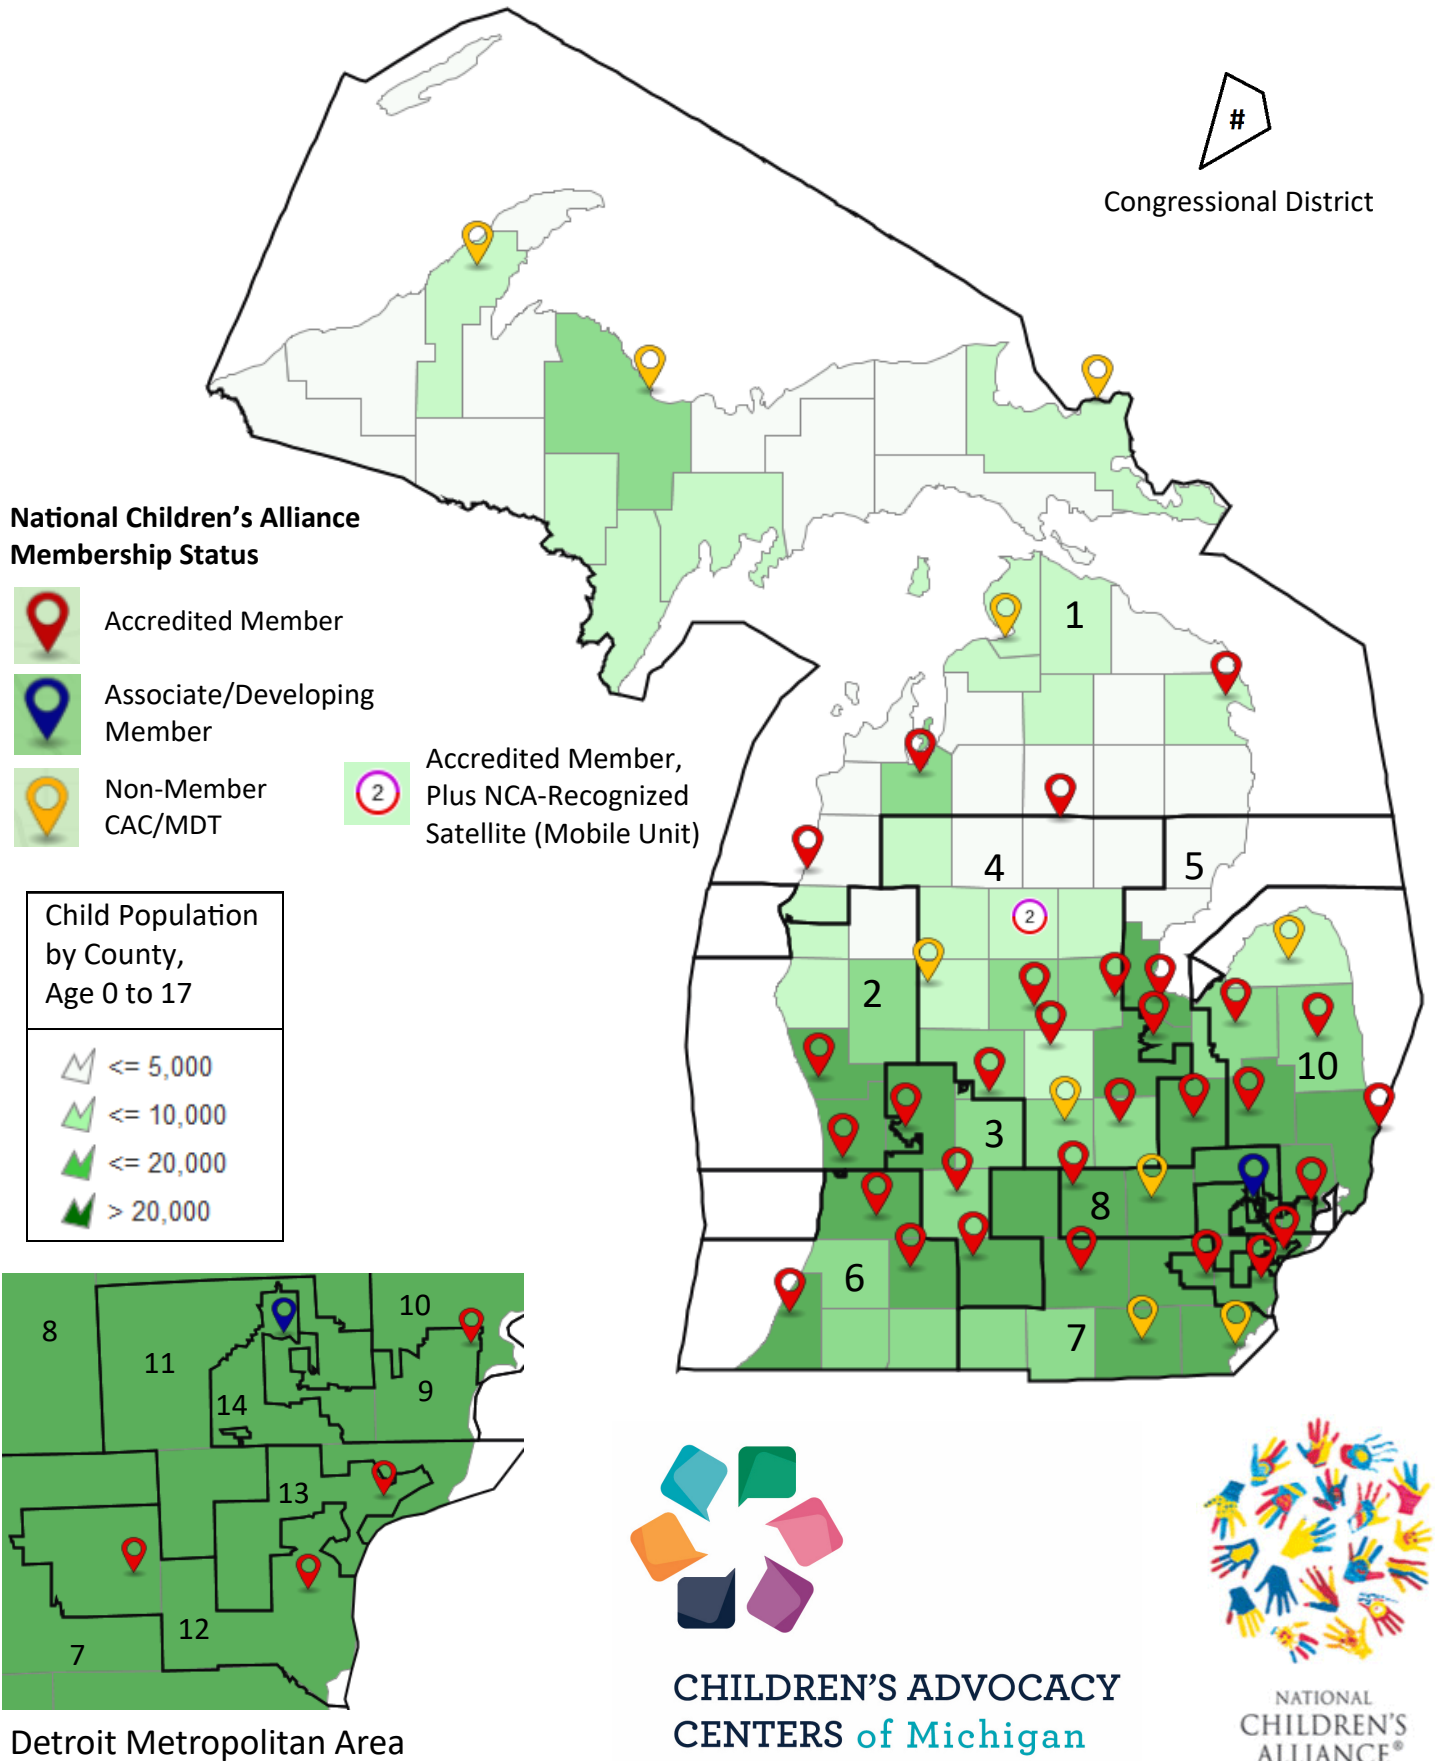 #
Congressional District
National Children's Alliance
Membership Status
Accredited Member
Associate/Developing
Member
Non-Member
CAC/MDT
2
Accredited Member,
Plus NCA-Recognized
Satellite (Mobile Unit)
Child Population
by County,
Age 0 to 17
<= 5,000
<= 10,000
<= 20,000
> 20,000
1
4
5
2
2
10
3
8
6
7
10
8
11
9
14
13
12
7
Detroit Metropolitan Area
CHILDREN'S ADVOCACY
CENTERS of Michigan
NATIONAL
CHILDREN'S
ALLIANCE®